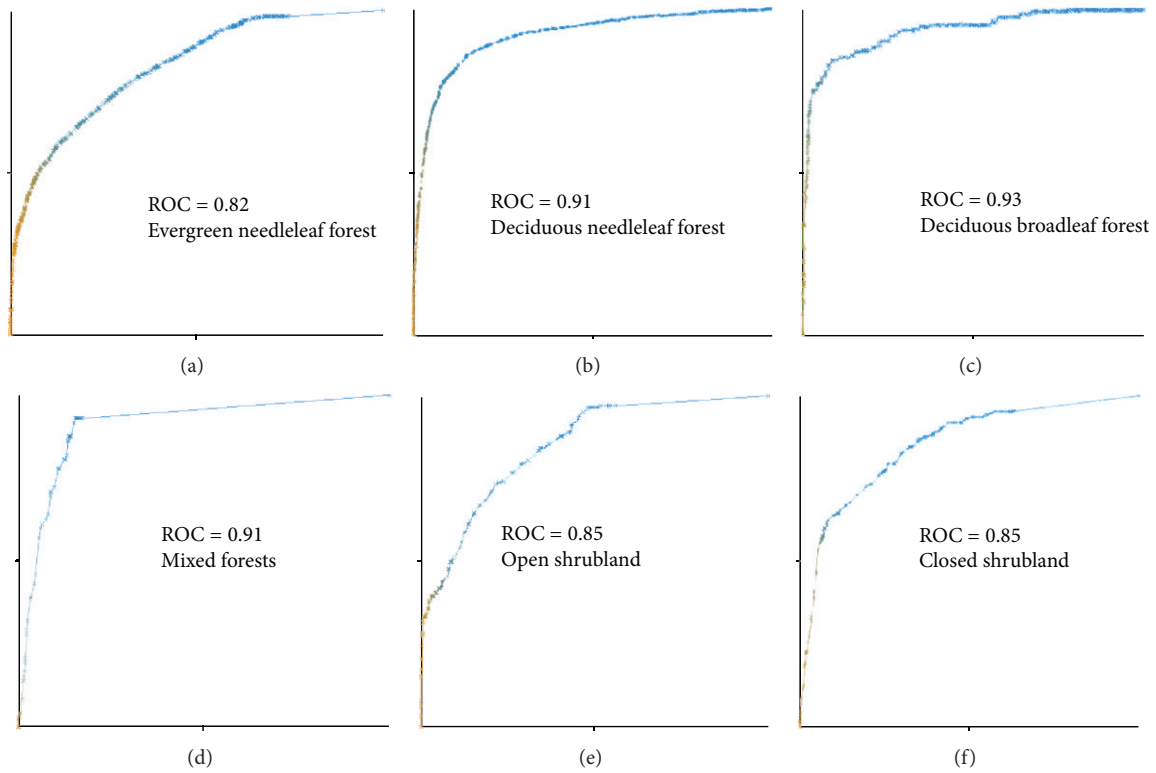 ROC = 0.82
Evergreen needleleaf forest
(a)
ROC = 0.91
Deciduous needleleaf forest
(b)
ROC = 0.93
Deciduous broadleaf forest
(c)
ROC = 0.91
Mixed forests
(d)
ROC = 0.85
Open shrubland
(e)
ROC = 0.85
Closed shrubland
(f)